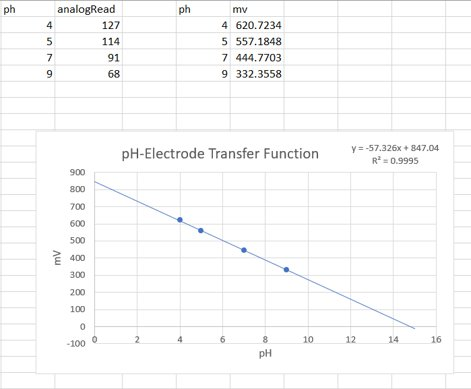 ph analogRead ph mv
4 127 4 620.7234
5 114 5 557.1848
7 91 7 444.7703
9 68 9 332.3558
pH-Electrode Transfer Function
y = -57.326x + 847.04
R² = 0.9995
900
800
700
600
500
400
300
200
100
0
-100
mV
0 2 4 6 8 10 12 14 16
pH